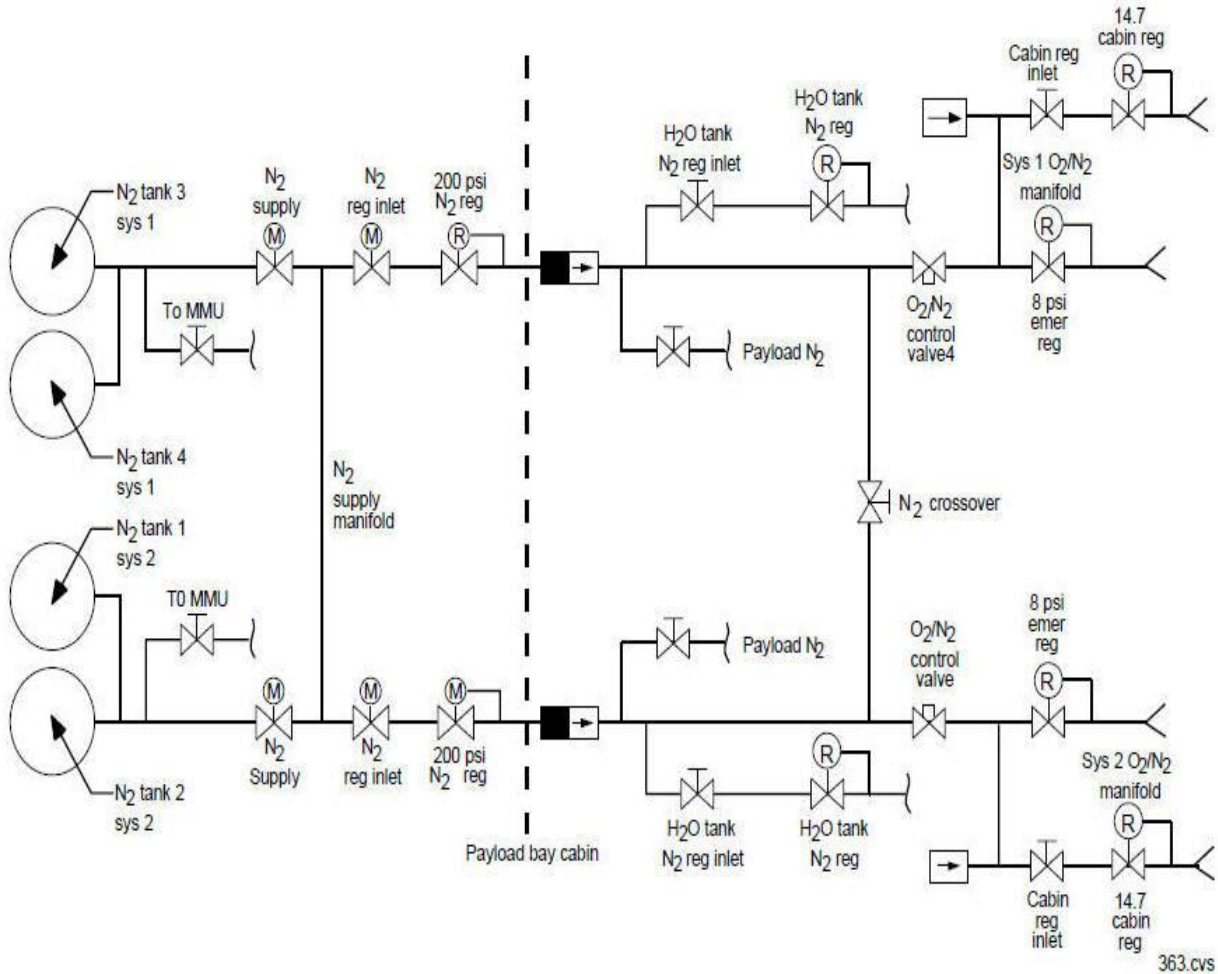 14.7
cabin reg
Cabin reg
inlet
R
H2O tank
N2 reg
H2O tank
N2 reg inlet
R
Sys 1 O2/N2
manifold
R
N2 tank 3
sys 1
N2
supply
M
N2
reg inlet
M
200 psi
N2 reg
R
To MMU
O2/N2
control
valve4
8 psi
emer
reg
Payload N2
N2 tank 4
sys 1
N2
supply
manifold
N2 crossover
N2 tank 1
sys 2
T0 MMU
Payload N2
O2/N2
control
valve
8 psi
emer
reg
R
M
M
M
N2
Supply
N2
reg inlet
200 psi
N2 reg
R
Sys 2 O2/N2
manifold
N2 tank 2
sys 2
H2O tank
N2 reg inlet
H2O tank
N2 reg
R
Payload bay cabin
Cabin
reg
inlet
14.7
cabin
reg
363.cvs